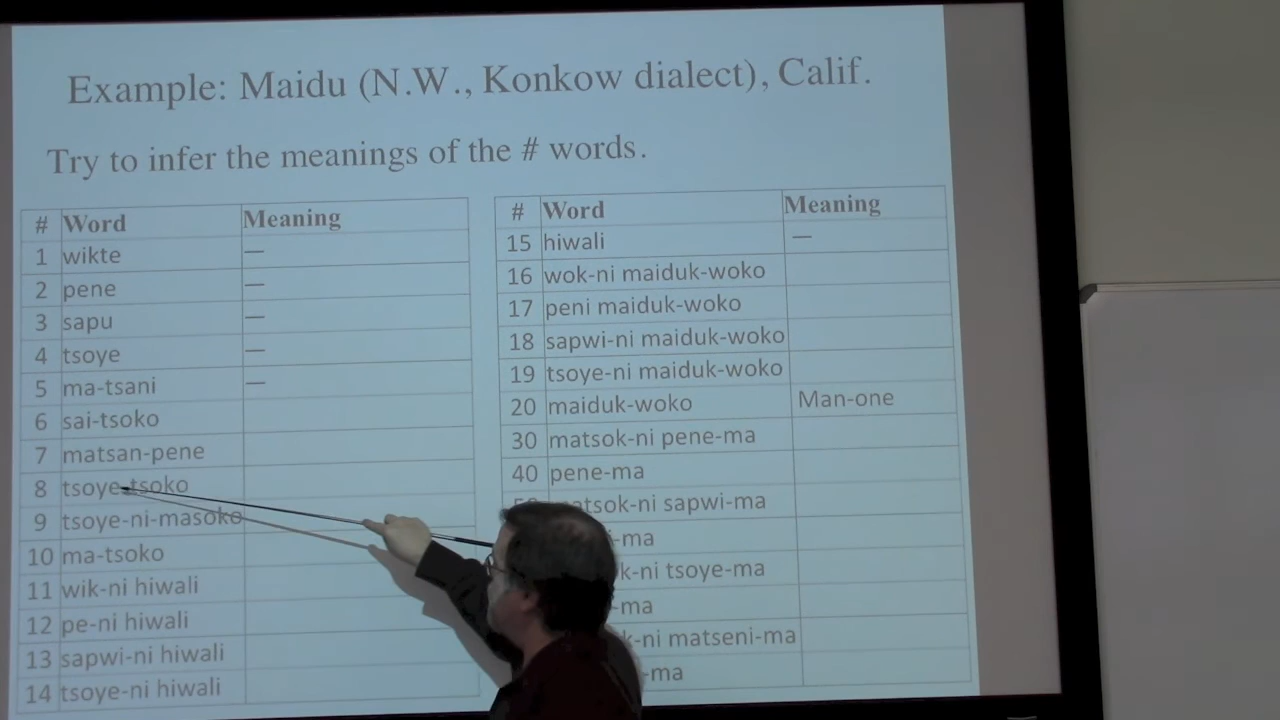 Example: Maidu (N.W., Konkow dialect), Calif.
Try to infer the meanings of the # words.
# Word Meaning
1 wikte —
2 pene —
3 sapu —
4 tsoye —
5 ma-tsani —
6 sai-tsoko
7 matsan-pene
8 tsoye-tsoko
9 tsoye-ni-masoko
10 ma-tsoko
11 wik-ni hiwali
12 pe-ni hiwali
13 sapwi-ni hiwali
14 tsoye-ni hiwali
# Word Meaning
15 hiwali —
16 wok-ni maiduk-woko
17 peni maiduk-woko
18 sapwi-ni maiduk-woko
19 tsoye-ni maiduk-woko
20 maiduk-woko Man-one
30 matsok-ni pene-ma
40 pene-ma
sapwi-ma
-ma
k-ni tsoye-ma
-ma
k-ni matseni-ma
-ma